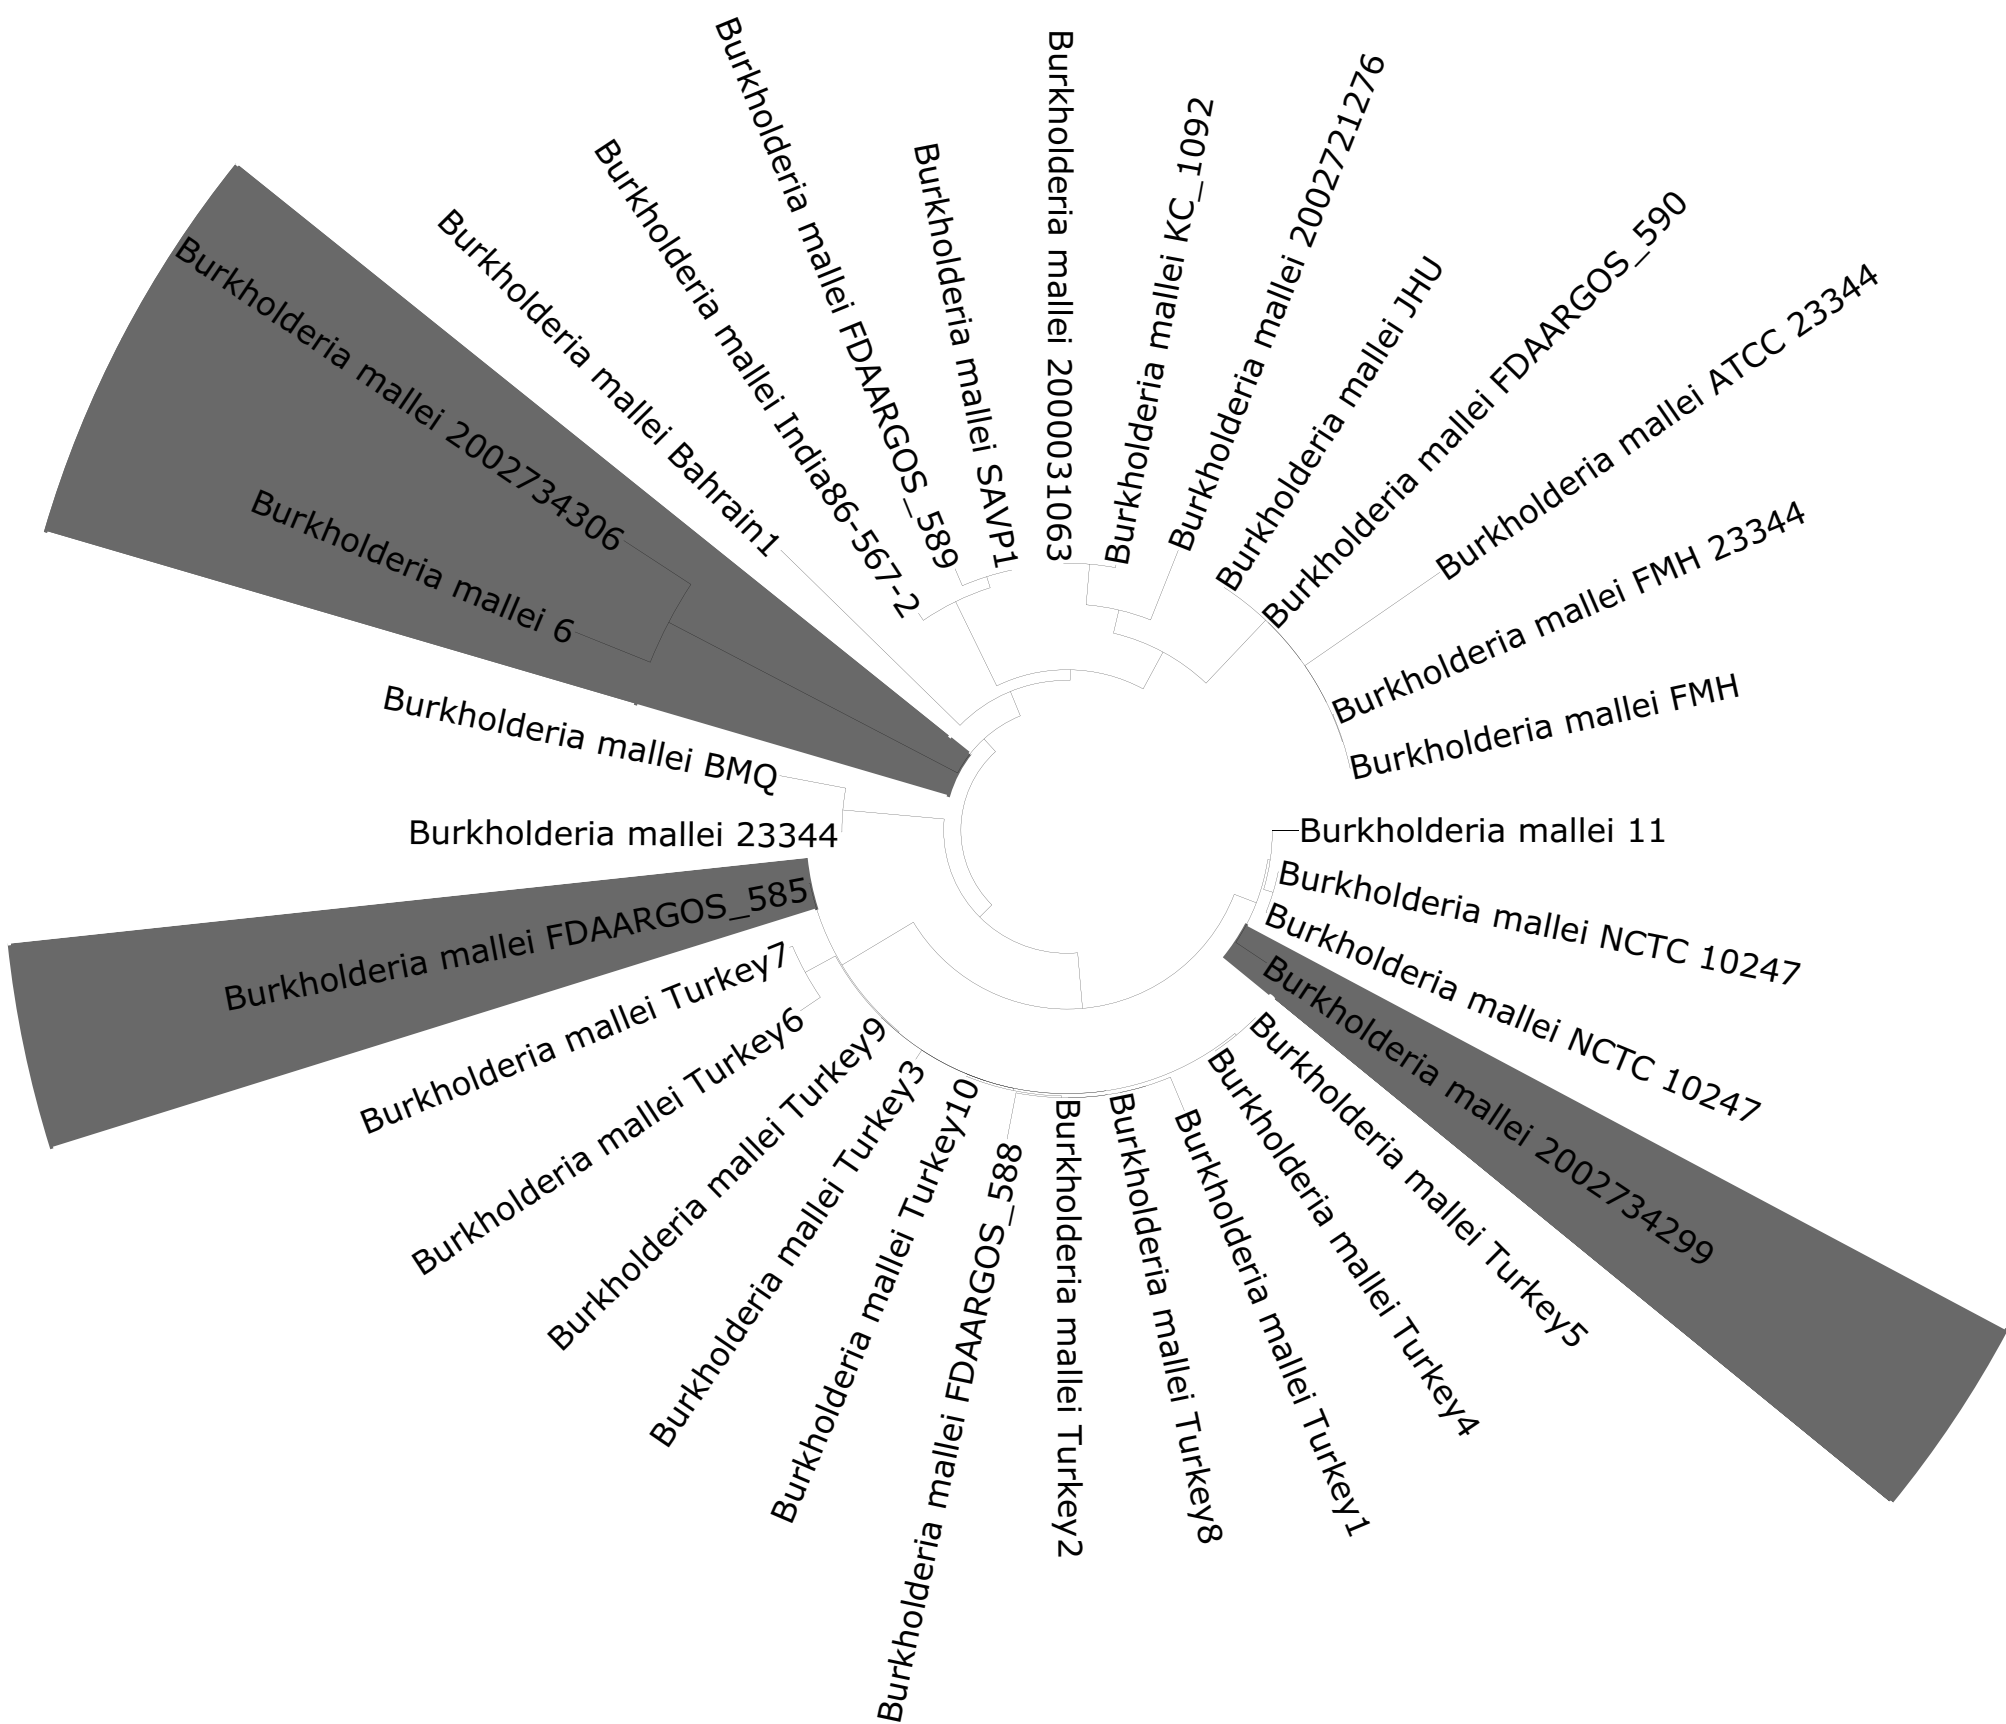 Burkholderia mallei 2000031063
Burkholderia mallei KC_1092
Burkholderia mallei 2002721276
Burkholderia mallei JHU
Burkholderia mallei FDAARGOS_590
Burkholderia mallei ATCC 23344
Burkholderia mallei FMH 23344
Burkholderia mallei FMH
Burkholderia mallei 11
Burkholderia mallei NCTC 10247
Burkholderia mallei NCTC 10247
Burkholderia mallei 2002734299
Burkholderia mallei Turkey5
Burkholderia mallei Turkey4
Burkholderia mallei Turkey1
Burkholderia mallei Turkey8
Burkholderia mallei Turkey2
Burkholderia mallei FDAARGOS_588
Burkholderia mallei Turkey10
Burkholderia mallei Turkey3
Burkholderia mallei Turkey9
Burkholderia mallei Turkey6
Burkholderia mallei Turkey7
Burkholderia mallei FDAARGOS_585
Burkholderia mallei 23344
Burkholderia mallei BMQ
Burkholderia mallei 6
Burkholderia mallei 2002734306
Burkholderia mallei Bahrain1
Burkholderia mallei India86-567-2
Burkholderia mallei FDAARGOS_589
Burkholderia mallei SAVP1